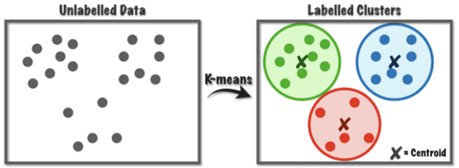 Unlabelled Data
K-means
Labelled Clusters
= Centroid